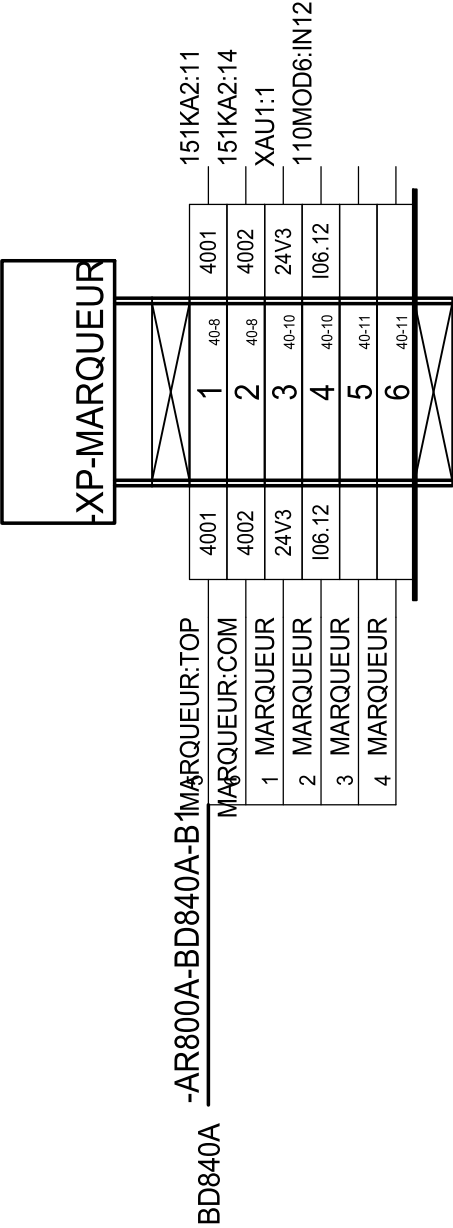 -XP-MARQUEUR
151KA2:11
151KA2:14
XAU1:1
110MOD6:IN12
4001
4002
24V3
I06.12
1 40-8
2 40-8
3 40-10
4 40-10
5 40-11
6 40-11
4001
4002
24V3
I06.12
5 MARQUEUR:TOP
6 MARQUEUR:COM
1 MARQUEUR
2 MARQUEUR
3 MARQUEUR
4 MARQUEUR
-AR800A-BD840A-B1
BD840A